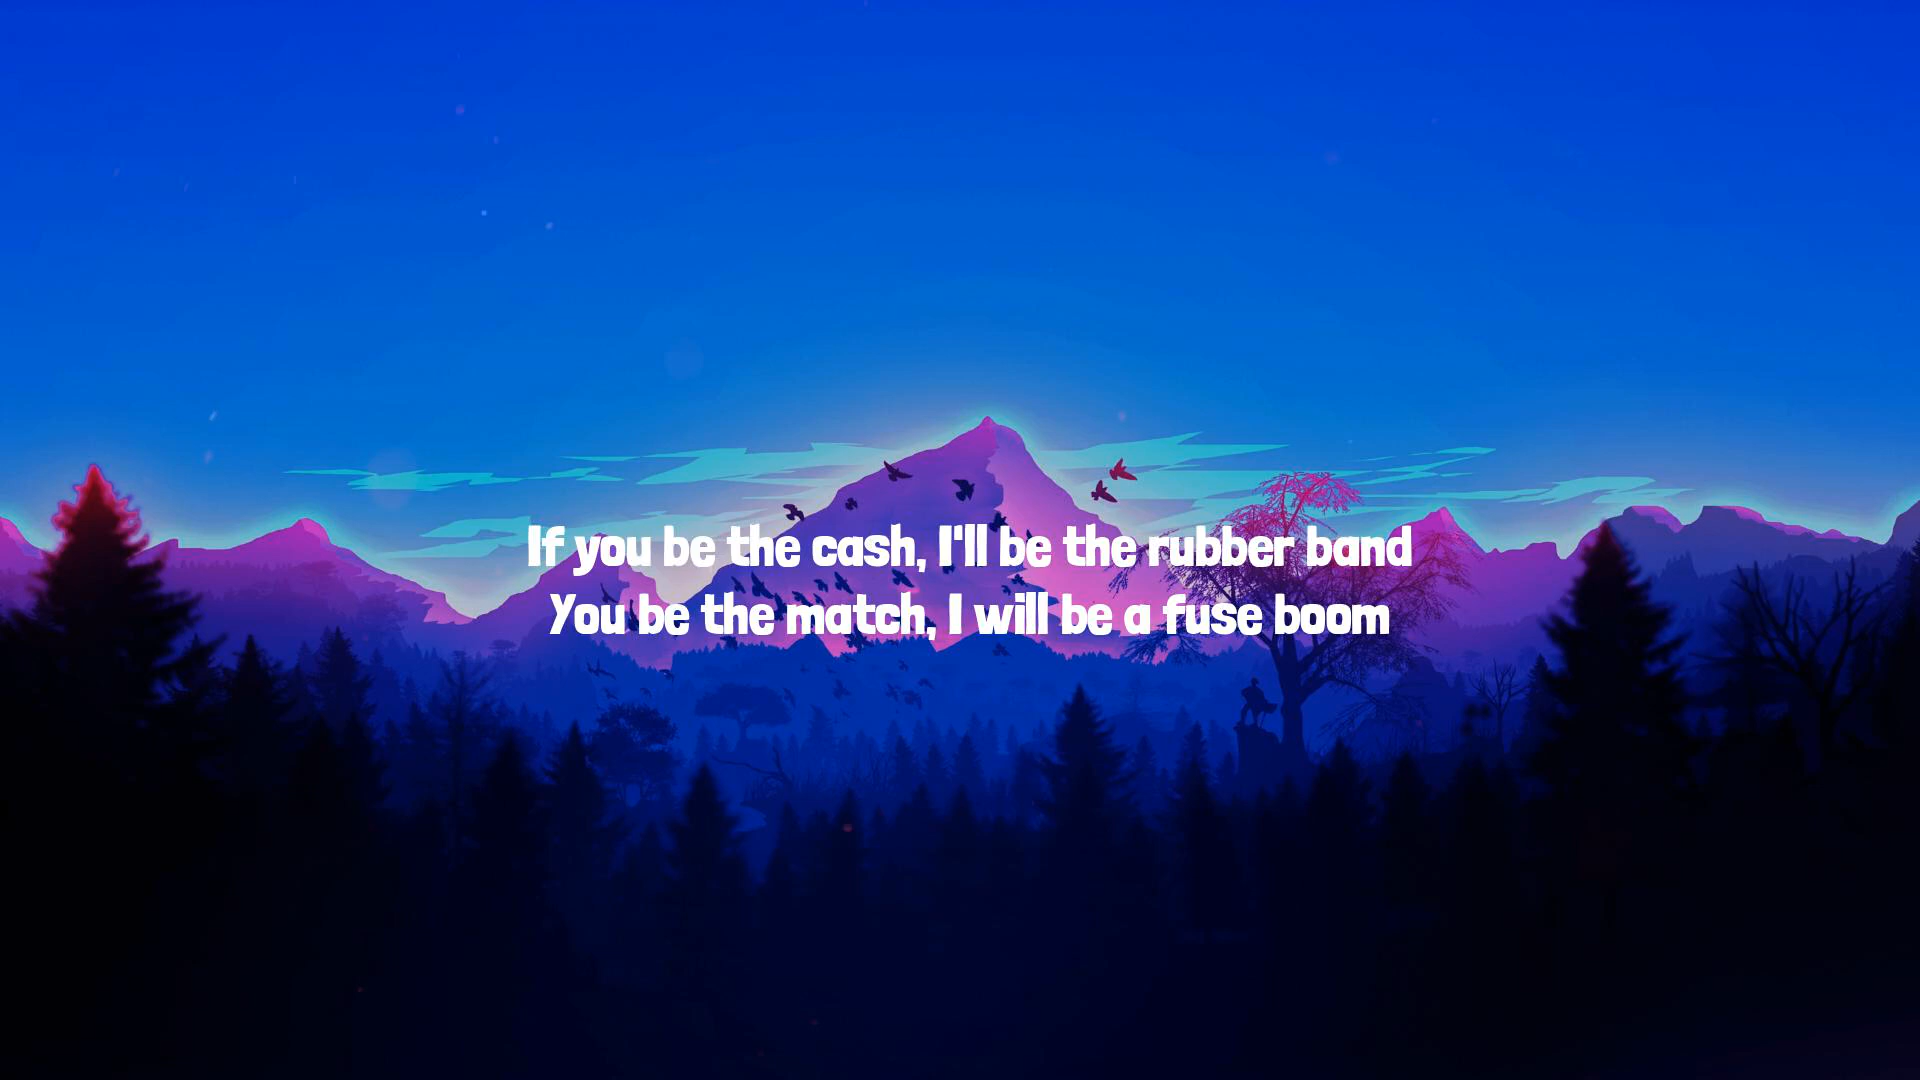 If you be the cash, I'll be the rubber band
You be the match, I will be a fuse boom